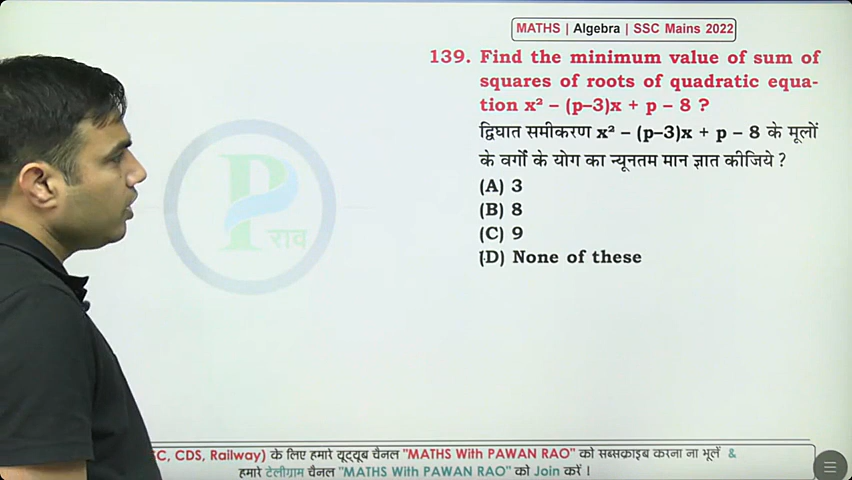 MATHS | Algebra | SSC Mains 2022
139. Find the minimum value of sum of
squares of roots of quadratic equa-
tion x² – (p–3)x + p – 8 ?
द्विघात समीकरण x² – (p–3)x + p – 8 के मूलों
के वर्गों के योग का न्यूनतम मान ज्ञात कीजिये ?
(A) 3
(B) 8
(C) 9
(D) None of these
P
राव
C, CDS, Railway) के लिए हमारे यूट्यूब चैनल "MATHS With PAWAN RAO" को सब्सक्राइब करना ना भूलें &
हमारे टेलीग्राम चैनल "MATHS With PAWAN RAO" को Join करें !